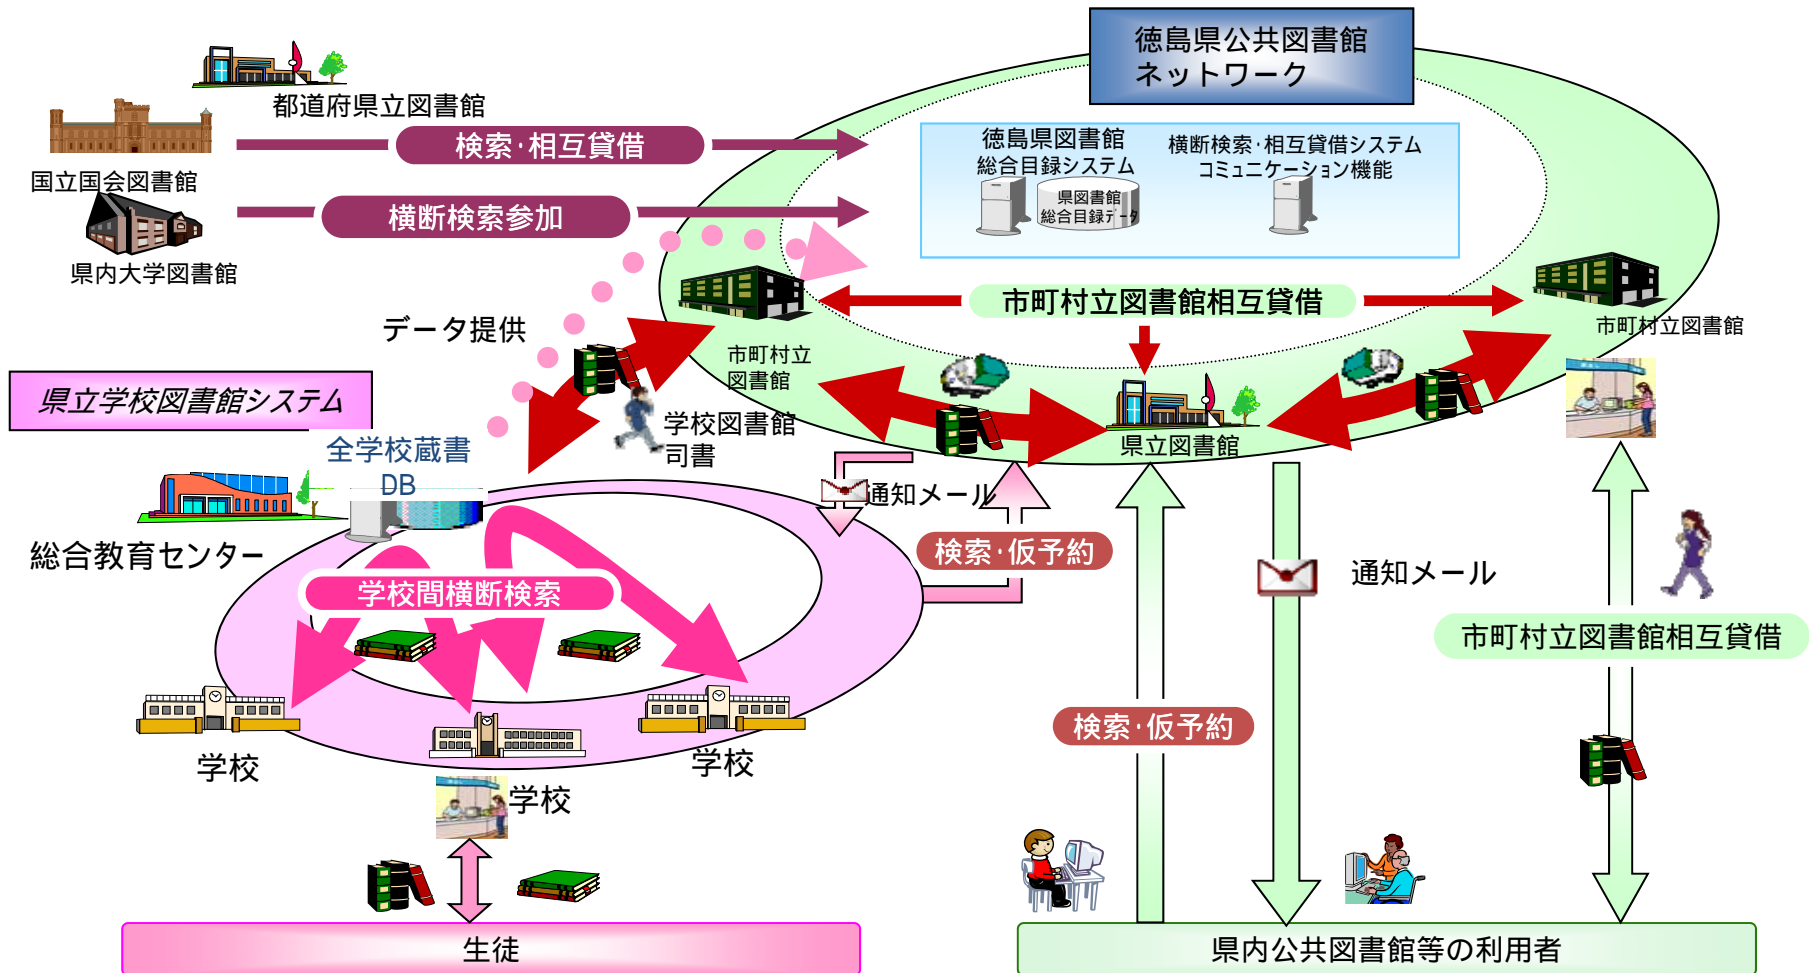 徳島県公共図書館
ネットワーク
都道府県立図書館
検索・相互貸借
国立国会図書館
横断検索参加
県内大学図書館
徳島県図書館
総合目録システム
県図書館
総合目録データ
横断検索・相互貸借システム
コミュニケーション機能
市町村立図書館相互貸借
市町村立図書館
データ提供
市町村立
図書館
県立学校図書館システム
学校図書館
司書
県立図書館
全学校蔵書
DB
通知メール
検索・仮予約
総合教育センター
学校間横断検索
通知メール
市町村立図書館相互貸借
検索・仮予約
学校
学校
学校
生徒
県内公共図書館等の利用者